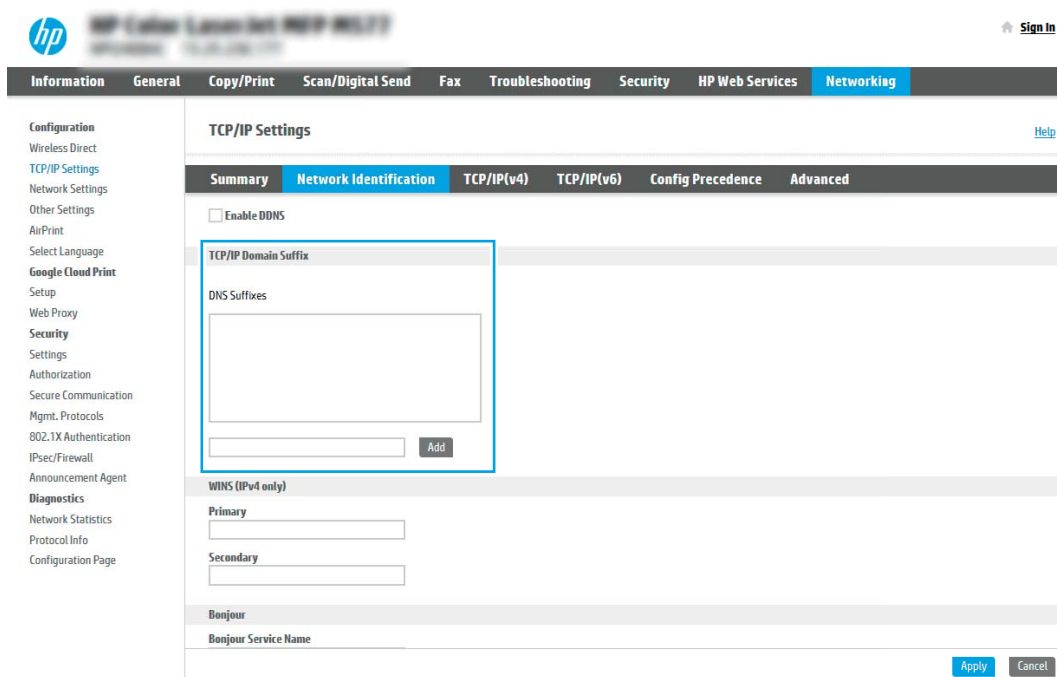 hp
Sign In
Information General Copy/Print Scan/Digital Send Fax Troubleshooting Security HP Web Services Networking
Configuration
Wireless Direct
TCP/IP Settings
Network Settings
Other Settings
AirPrint
Select Language
Google Cloud Print
Setup
Web Proxy
Security
Settings
Authorization
Secure Communication
Mgmt. Protocols
802.1X Authentication
IPsec/Firewall
Announcement Agent
Diagnostics
Network Statistics
Protocol Info
Configuration Page
TCP/IP Settings
Help
Summary Network Identification TCP/IP(v4) TCP/IP(v6) Config Precedence Advanced
Enable DDNS
TCP/IP Domain Suffix
DNS Suffixes
Add
WINS (IPv4 only)
Primary
Secondary
Bonjour
Bonjour Service Name
Apply Cancel